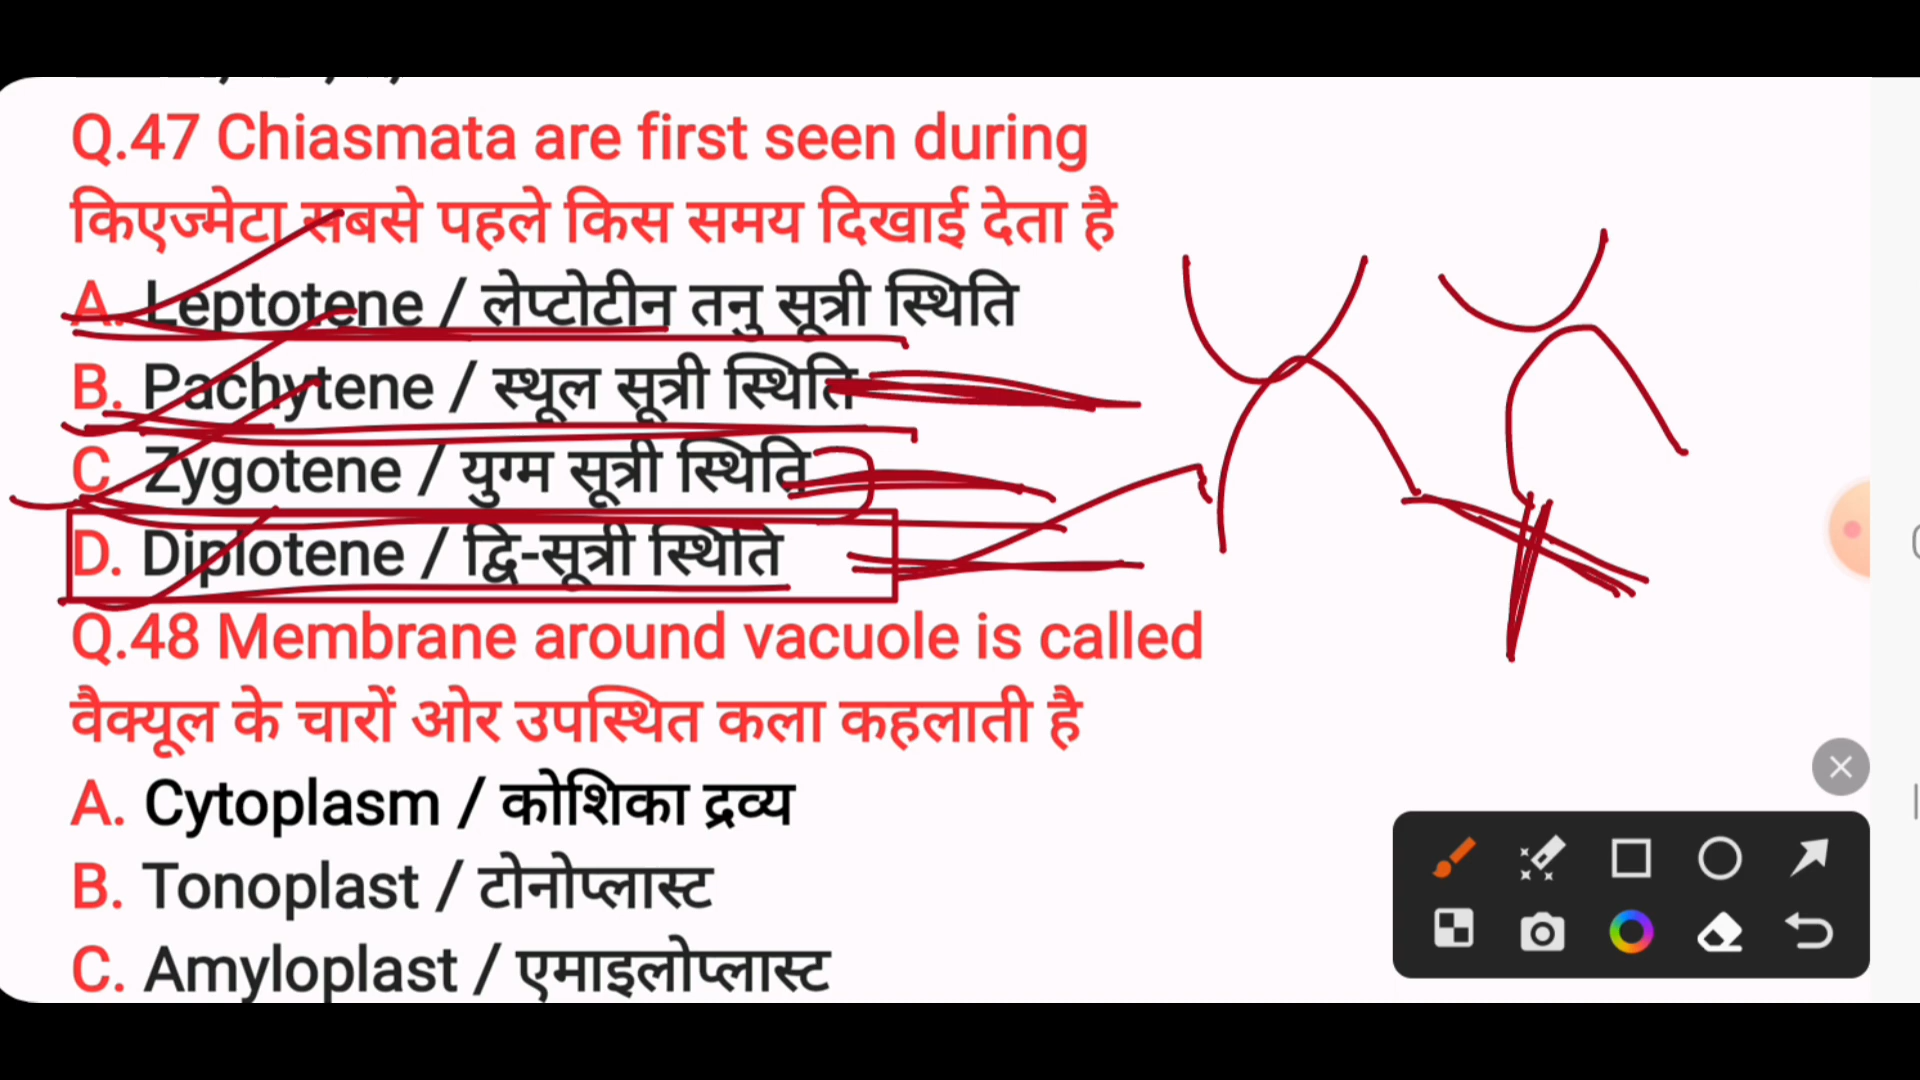 Q.47 Chiasmata are first seen during
किएज्मेटा सबसे पहले किस समय दिखाई देता है
A. Leptotene / लेप्टोटीन तनु सूत्री स्थिति
B. Pachytene / स्थूल सूत्री स्थिति
C. Zygotene / युग्म सूत्री स्थिति
D. Diplotene / द्वि-सूत्री स्थिति
Q.48 Membrane around vacuole is called
वैक्यूल के चारों ओर उपस्थित कला कहलाती है
A. Cytoplasm / कोशिका द्रव्य
B. Tonoplast / टोनोप्लास्ट
C. Amyloplast / एमाइलोप्लास्ट